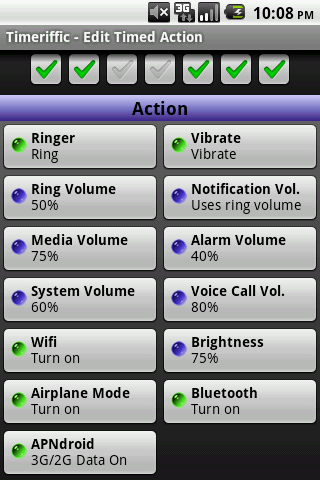 3G
10:08 PM
Timeriffic - Edit Timed Action
Action
Ringer
Ring
Vibrate
Vibrate
Ring Volume
50%
Notification Vol.
Uses ring volume
Media Volume
75%
Alarm Volume
40%
System Volume
60%
Voice Call Vol.
80%
Wifi
Turn on
Brightness
75%
Airplane Mode
Turn on
Bluetooth
Turn on
APNdroid
3G/2G Data On